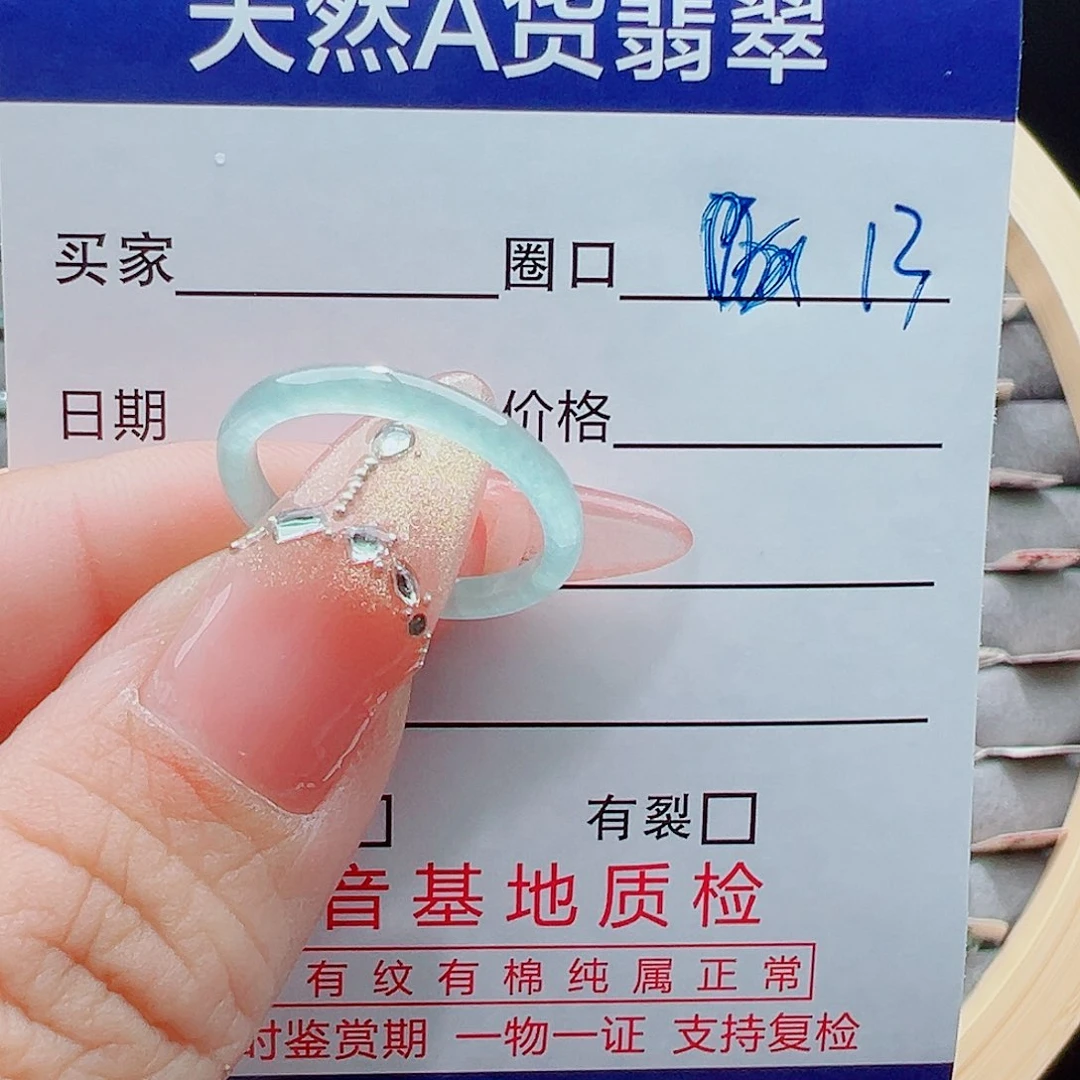 天然A货翡翠
买家 圈口 13
日期 价格
有裂
音基地质检
有纹有棉纯属正常
时鉴赏期 一物一证 支持复检